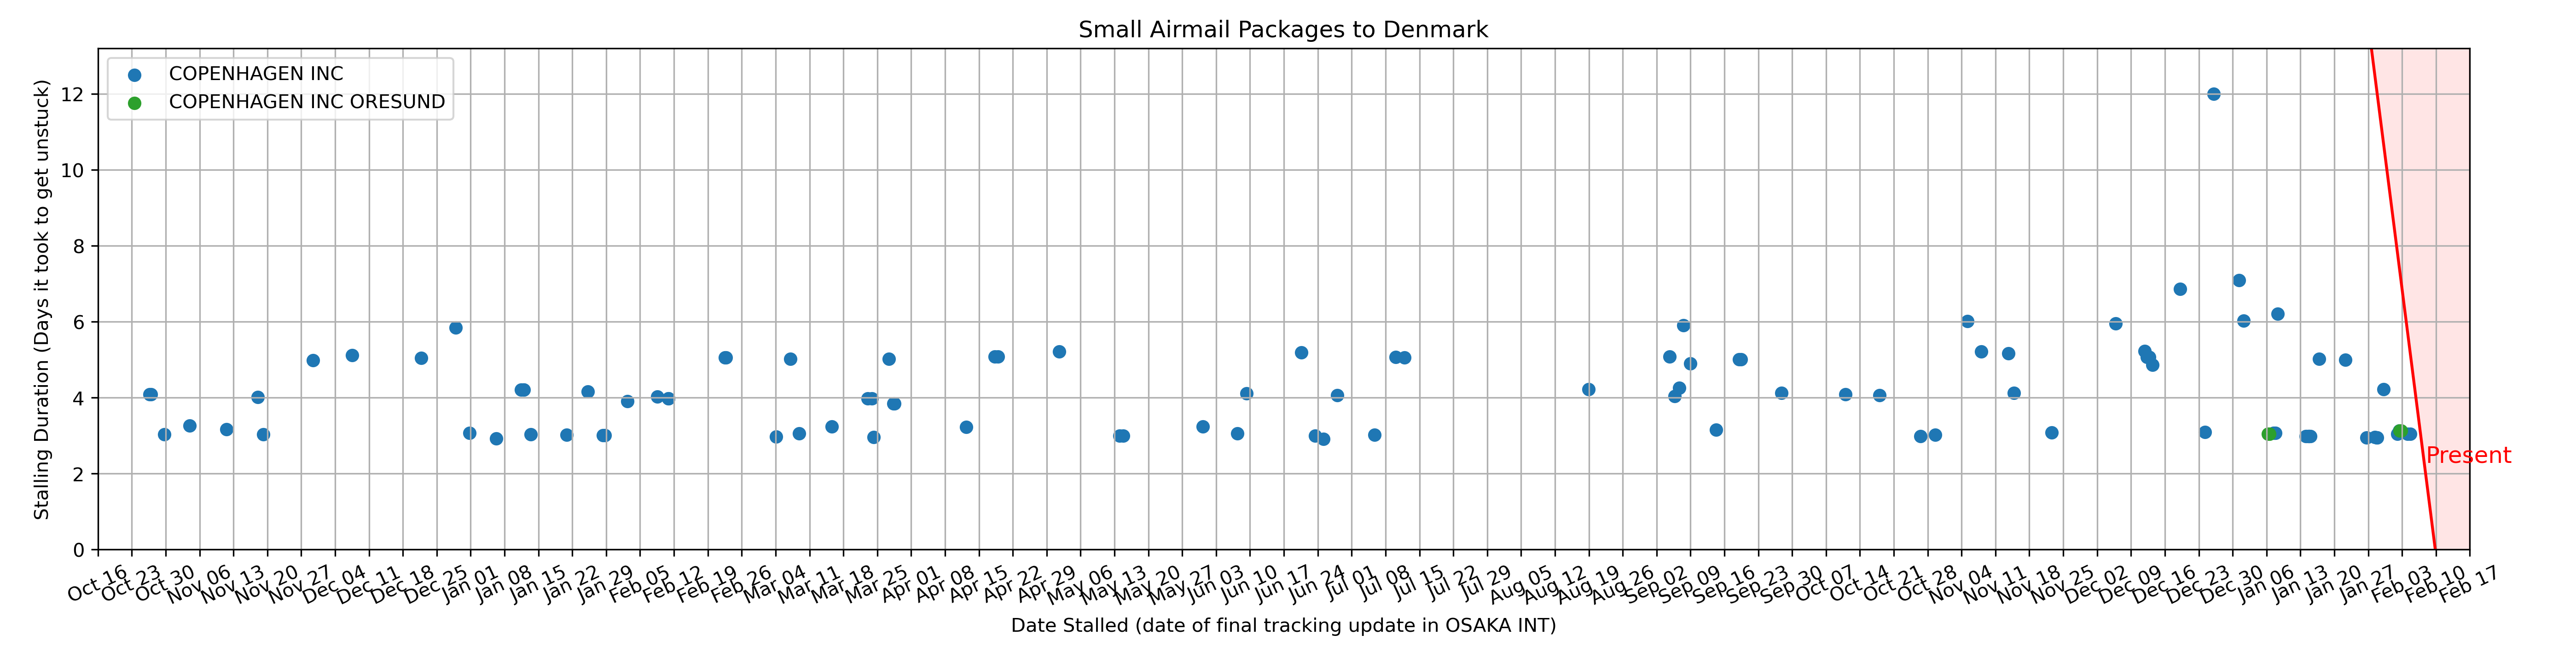 Small Airmail Packages to Denmark
COPENHAGEN INC
COPENHAGEN INC ORESUND
Stalling Duration (Days it took to get unstuck)
12
10
8
6
4
2
0
Present
Oct 16
Oct 23
Oct 30
Nov 06
Nov 13
Nov 20
Nov 27
Dec 04
Dec 11
Dec 18
Dec 25
Jan 01
Jan 08
Jan 15
Jan 22
Jan 29
Feb 05
Feb 12
Feb 19
Feb 26
Mar 04
Mar 11
Mar 18
Mar 25
Apr 01
Apr 08
Apr 15
Apr 22
Apr 29
May 06
May 13
May 20
May 27
Jun 03
Jun 10
Jun 17
Jun 24
Jul 01
Jul 08
Jul 15
Jul 22
Jul 29
Aug 05
Aug 12
Aug 19
Aug 26
Sep 02
Sep 09
Sep 16
Sep 23
Sep 30
Oct 07
Oct 14
Oct 21
Oct 28
Nov 04
Nov 11
Nov 18
Nov 25
Dec 02
Dec 09
Dec 16
Dec 23
Dec 30
Jan 06
Jan 13
Jan 20
Jan 27
Feb 03
Feb 10
Feb 17
Date Stalled (date of final tracking update in OSAKA INT)